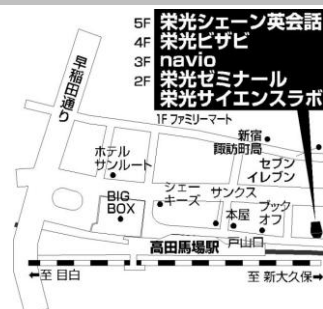 5F 栄光シェーン英会話
4F 栄光ビザビ
3F navio
2F 栄光ゼミナール
栄光サイエンスラボ
1F ファミリーマート
早稲田通り
新宿
諏訪町局
ホテル
サンルート
セブン
イレブン
BIG
BOX
シェー
キーズ
サンクス
本屋
ブック
オフ
高田馬場駅
戸山口
←至 目白
至 新大久保→